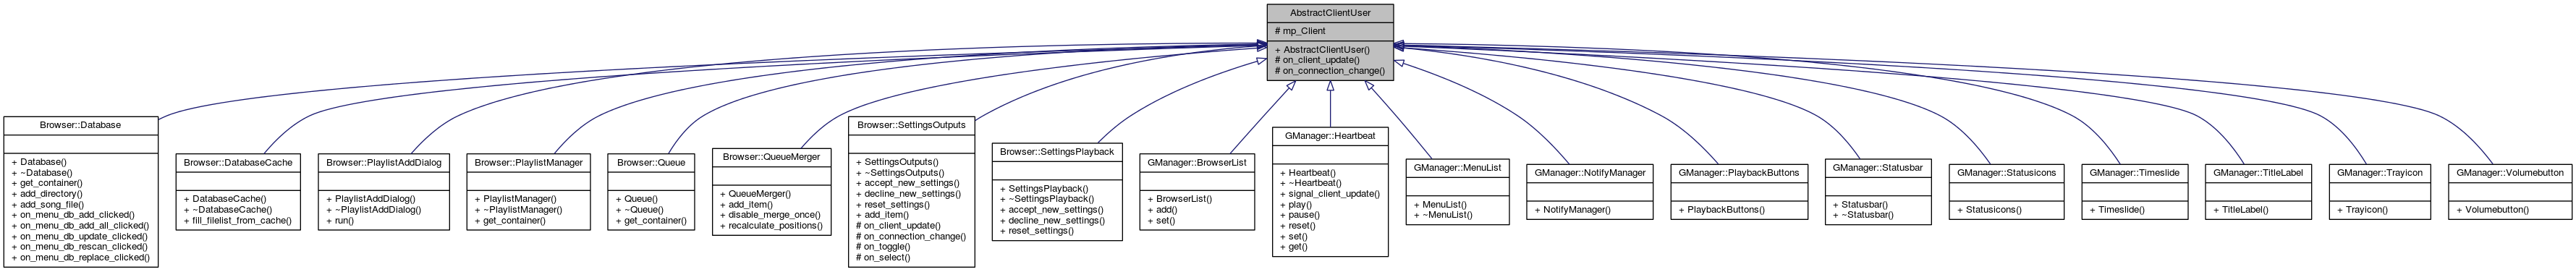 AbstractClientUser
# mp_Client
+ AbstractClientUser()
# on_client_update()
# on_connection_change()
Browser::Database
+ Database()
+ ~Database()
+ get_container()
+ add_directory()
+ add_song_file()
+ on_menu_db_add_clicked()
+ on_menu_db_add_all_clicked()
+ on_menu_db_update_clicked()
+ on_menu_db_rescan_clicked()
+ on_menu_db_replace_clicked()
Browser::DatabaseCache
+ DatabaseCache()
+ ~DatabaseCache()
+ fill_filelist_from_cache()
Browser::PlaylistAddDialog
+ PlaylistAddDialog()
+ ~PlaylistAddDialog()
+ run()
Browser::PlaylistManager
+ PlaylistManager()
+ ~PlaylistManager()
+ get_container()
Browser::Queue
+ Queue()
+ ~Queue()
+ get_container()
Browser::QueueMerger
+ QueueMerger()
+ add_item()
+ disable_merge_once()
+ recalculate_positions()
Browser::SettingsOutputs
+ SettingsOutputs()
+ ~SettingsOutputs()
+ accept_new_settings()
+ decline_new_settings()
+ reset_settings()
+ add_item()
# on_client_update()
# on_connection_change()
# on_toggle()
# on_select()
Browser::SettingsPlayback
+ SettingsPlayback()
+ ~SettingsPlayback()
+ accept_new_settings()
+ decline_new_settings()
+ reset_settings()
GManager::BrowserList
+ BrowserList()
+ add()
+ set()
GManager::Heartbeat
+ Heartbeat()
+ ~Heartbeat()
+ signal_client_update()
+ play()
+ pause()
+ reset()
+ set()
+ get()
GManager::MenuList
+ MenuList()
+ ~MenuList()
GManager::NotifyManager
+ NotifyManager()
GManager::PlaybackButtons
+ PlaybackButtons()
GManager::Statusbar
+ Statusbar()
+ ~Statusbar()
GManager::Statusicons
+ Statusicons()
GManager::Timeslide
+ Timeslide()
GManager::TitleLabel
+ TitleLabel()
GManager::Trayicon
+ Trayicon()
GManager::Volumebutton
+ Volumebutton()